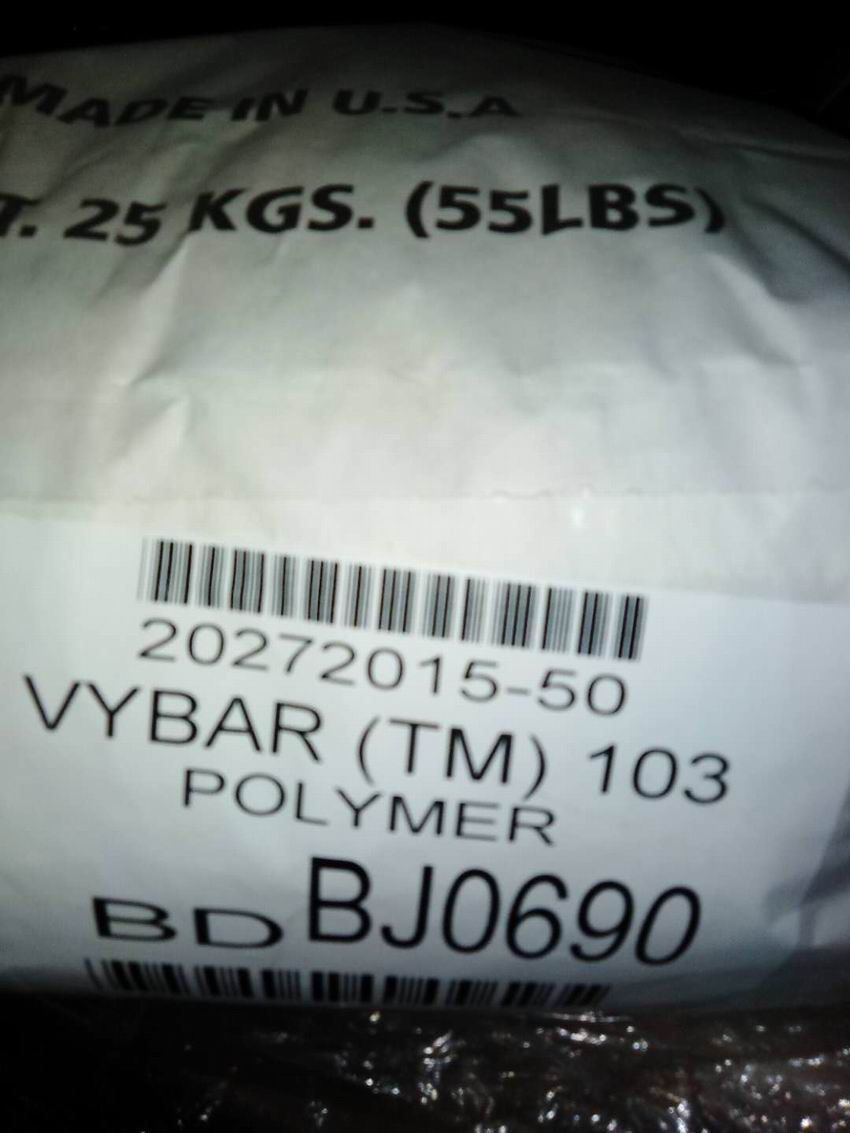 MADE IN U.S.A
T. 25 KGS. (55LBS)
20272015-50
VYBAR (TM) 103
POLYMER
BD BJ0690